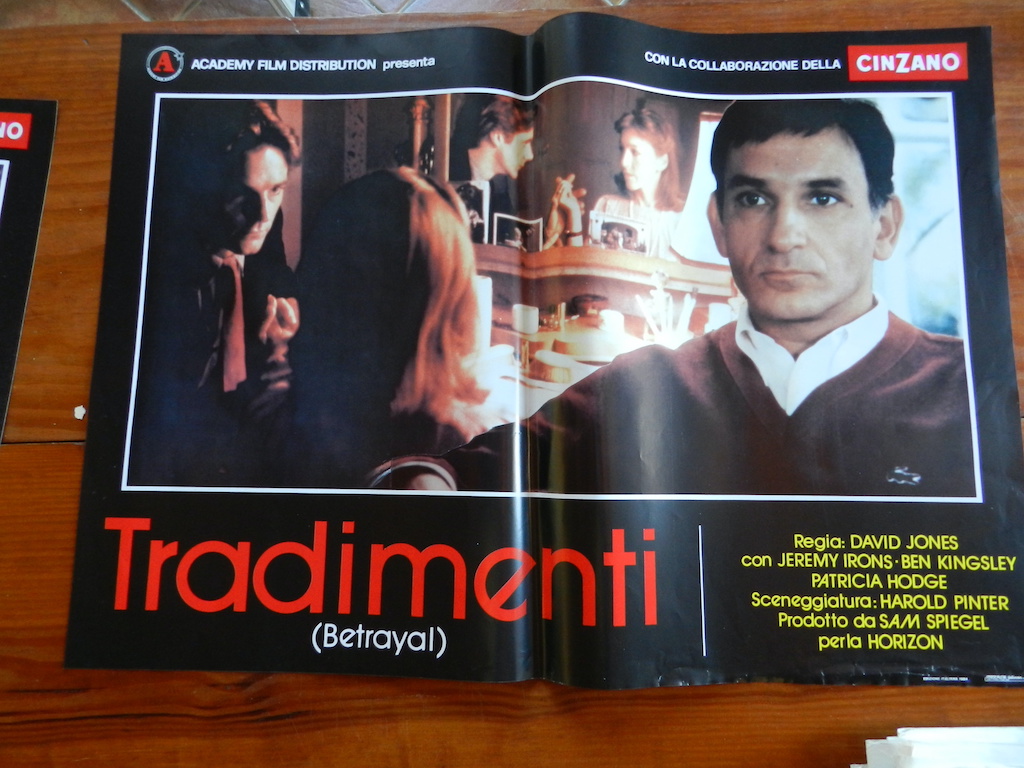 A
ACADEMY FILM DISTRIBUTION presenta
CON LA COLLABORAZIONE DELLA
CINZANO
NO
Tradimenti
(Betrayal)
Regia: DAVID JONES
con JEREMY IRONS · BEN KINGSLEY
PATRICIA HODGE
Sceneggiatura: HAROLD PINTER
Prodotto da SAM SPIEGEL
per la HORIZON